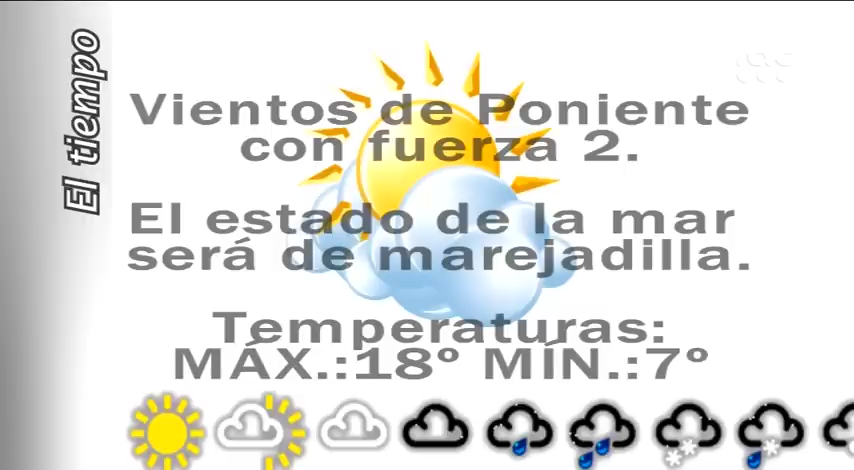 El tiempo
Vientos de Poniente
con fuerza 2.
El estado de la mar
será de marejadilla.
Temperaturas:
MÁX.:18º MÍN.:7º